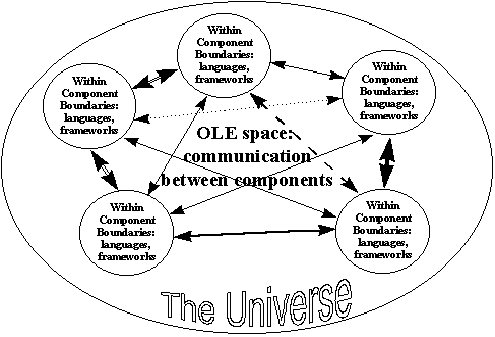 Within
Component
Boundaries:
languages,
frameworks
Within
Component
Boundaries:
languages,
frameworks
Within
Component
Boundaries:
languages,
frameworks
OLE space:
communication
between components
Within
Component
Boundaries:
languages,
frameworks
Within
Component
Boundaries:
languages,
frameworks
The Universe